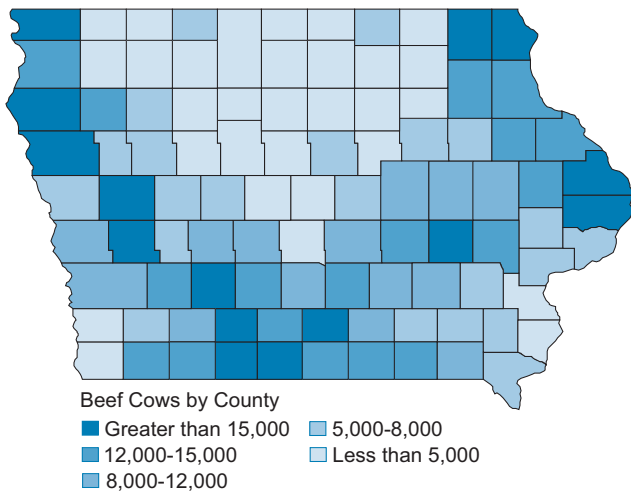 Beef Cows by County
Greater than 15,000
12,000-15,000
8,000-12,000
5,000-8,000
Less than 5,000